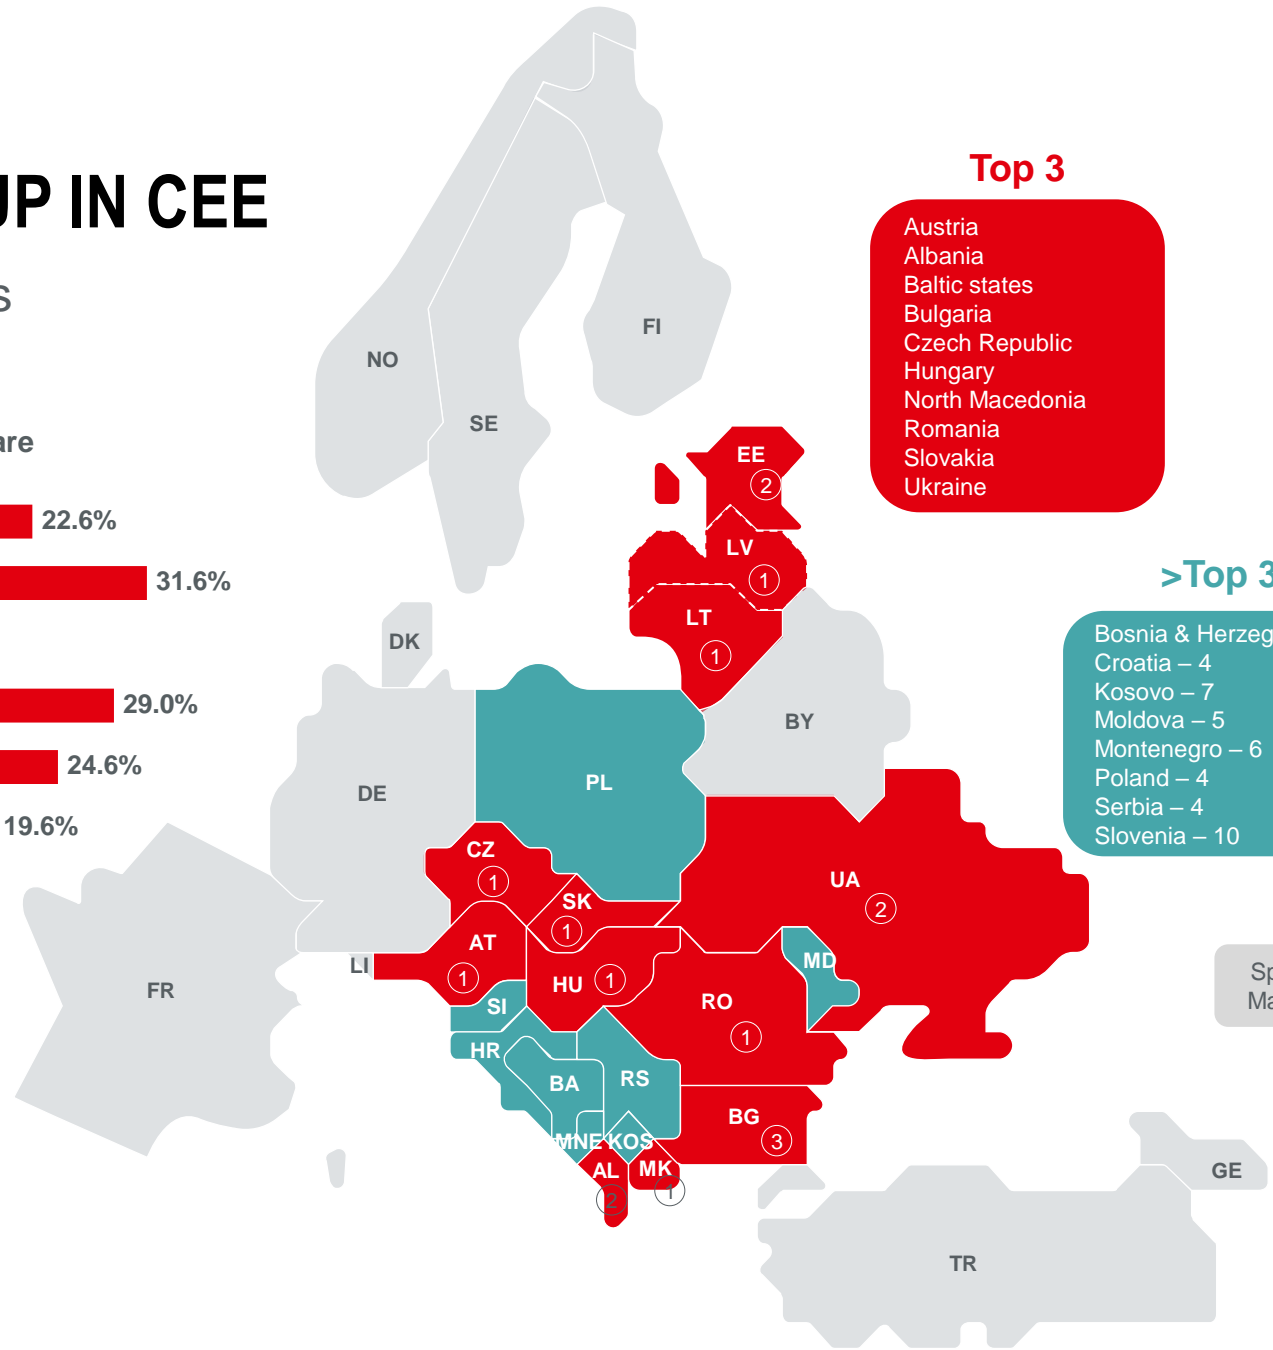 UP IN CEE
S
are
22.6%
31.6%
29.0%
24.6%
19.6%
Top 3
Austria
Albania
Baltic states
Bulgaria
Czech Republic
Hungary
North Macedonia
Romania
Slovakia
Ukraine
>Top 3
Bosnia & Herzeg
Croatia – 4
Kosovo – 7
Moldova – 5
Montenegro – 6
Poland – 4
Serbia – 4
Slovenia – 10
Sp
Ma
NO
SE
FI
EE
2
LV
1
LT
1
DK
BY
DE
PL
CZ
1
SK
1
UA
2
AT
1
LI
HU
1
MD
FR
SI
RO
1
HR
BA
RS
BG
3
MNE
KOS
AL
2
MK
1
GE
TR